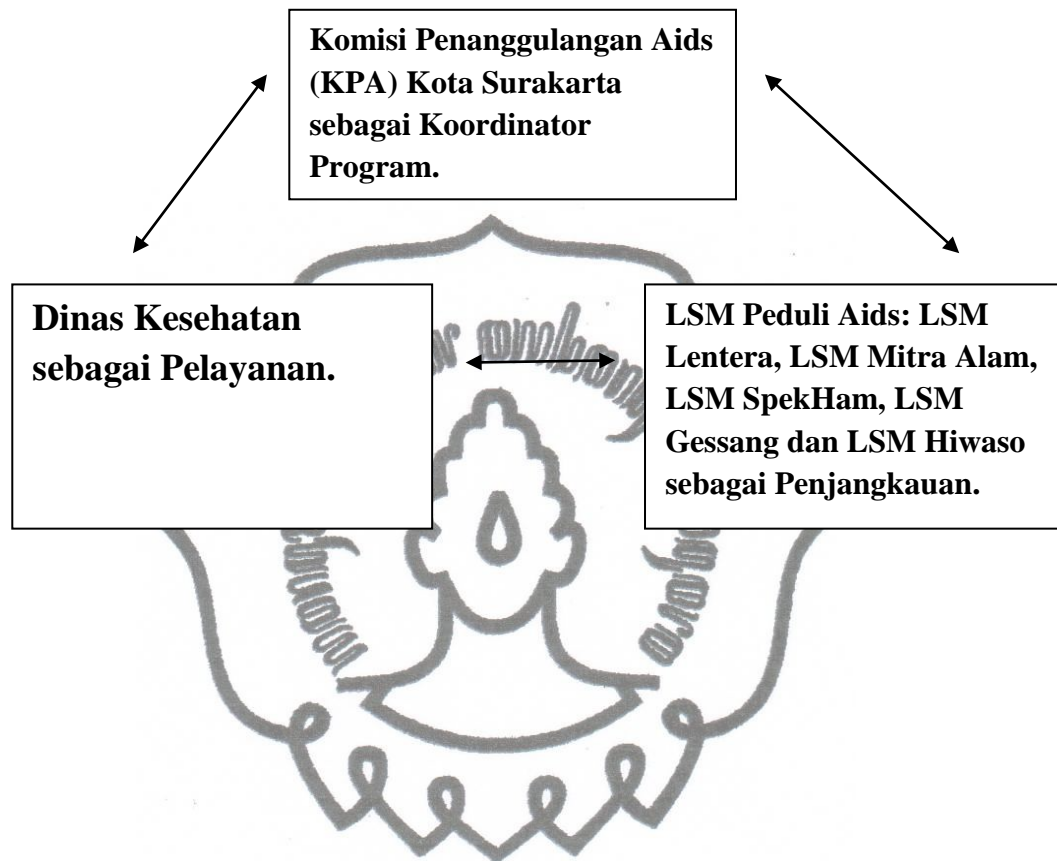 Komisi Penanggulangan Aids
(KPA) Kota Surakarta
sebagai Koordinator
Program.
Dinas Kesehatan
sebagai Pelayanan.
LSM Peduli Aids: LSM
Lentera, LSM Mitra Alam,
LSM SpekHam, LSM
Gessang dan LSM Hiwaso
sebagai Penjangkauan.